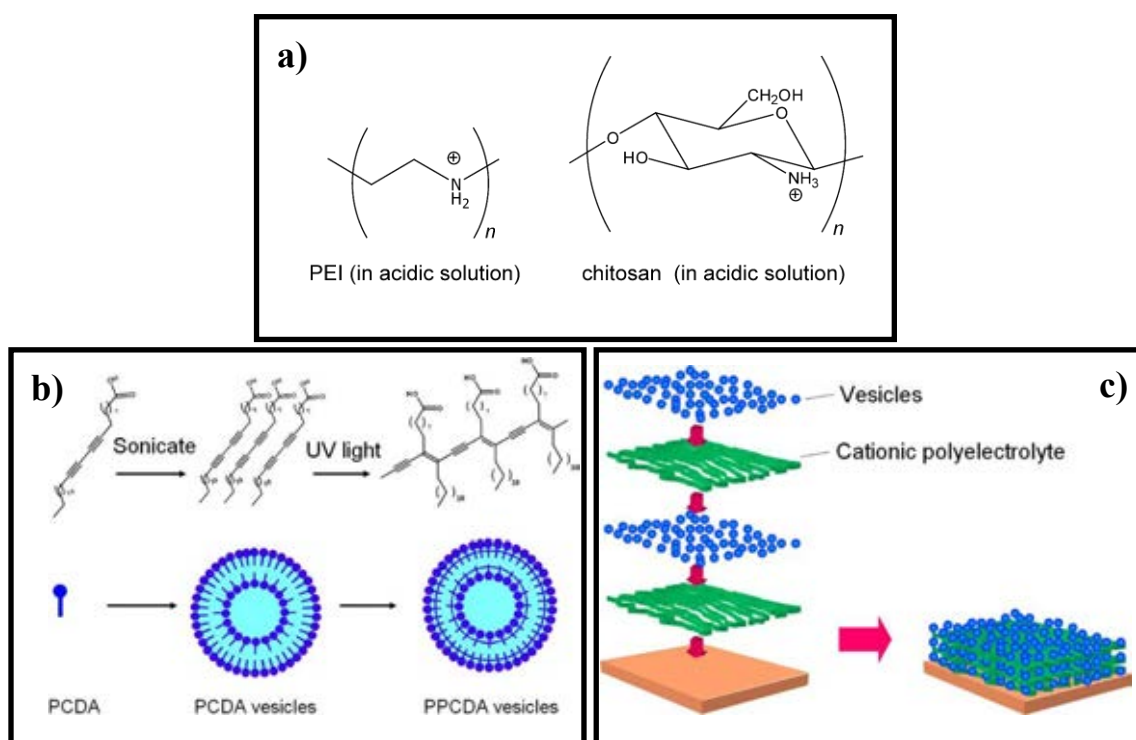 a)
CH₂OH
O
O
HO
NH₃
⊕
n
⊕
N
H₂
n
PEI (in acidic solution)
chitosan (in acidic solution)
b)
Sonicate
UV light
PCDA
PCDA vesicles
PPCDA vesicles
c)
Vesicles
Cationic polyelectrolyte